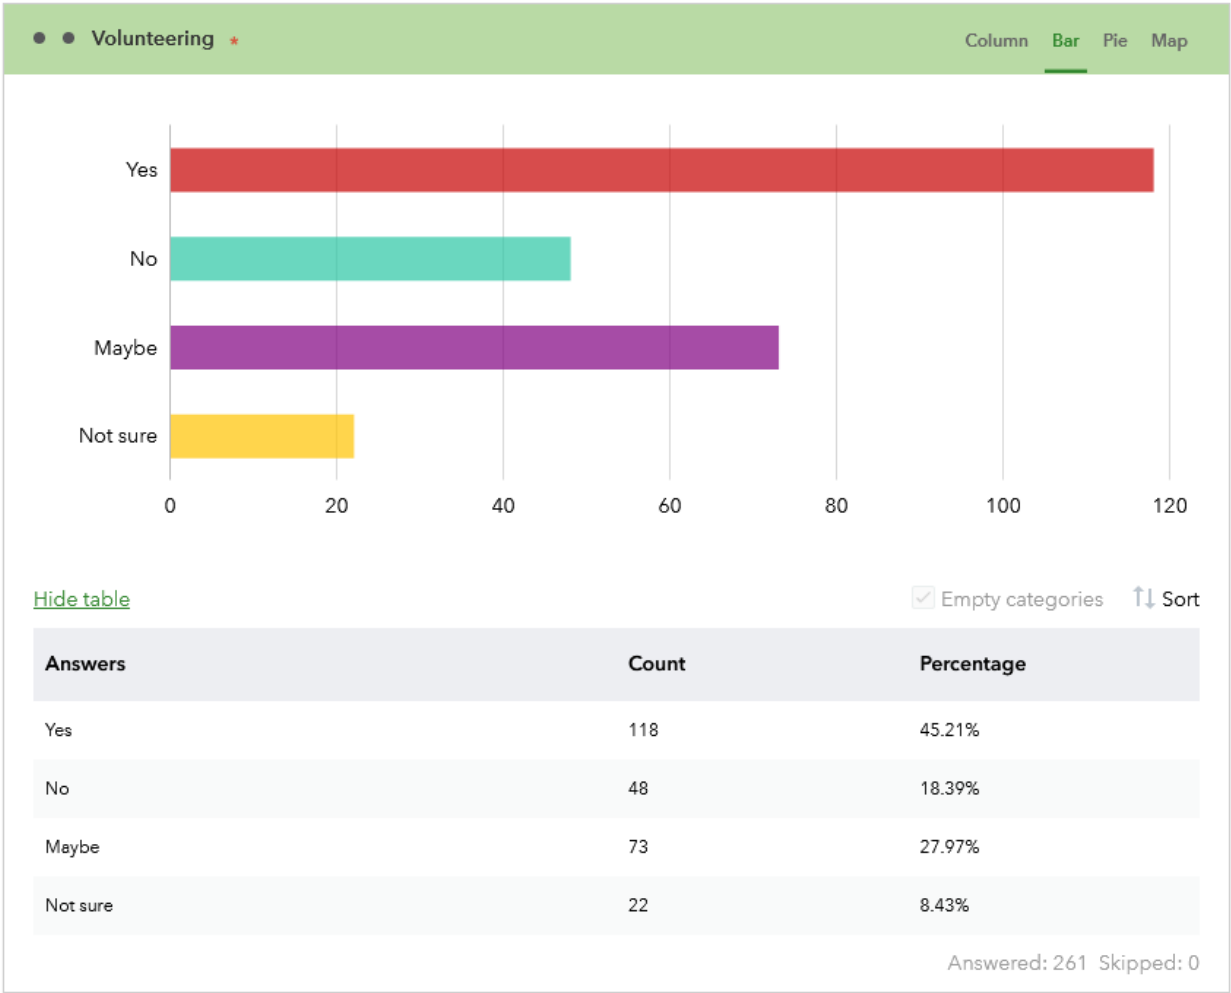 Volunteering *
Column Bar Pie Map
Yes
No
Maybe
Not sure
0 20 40 60 80 100 120
Hide table
Empty categories Sort
Answers Count Percentage
Yes 118 45.21%
No 48 18.39%
Maybe 73 27.97%
Not sure 22 8.43%
Answered: 261 Skipped: 0